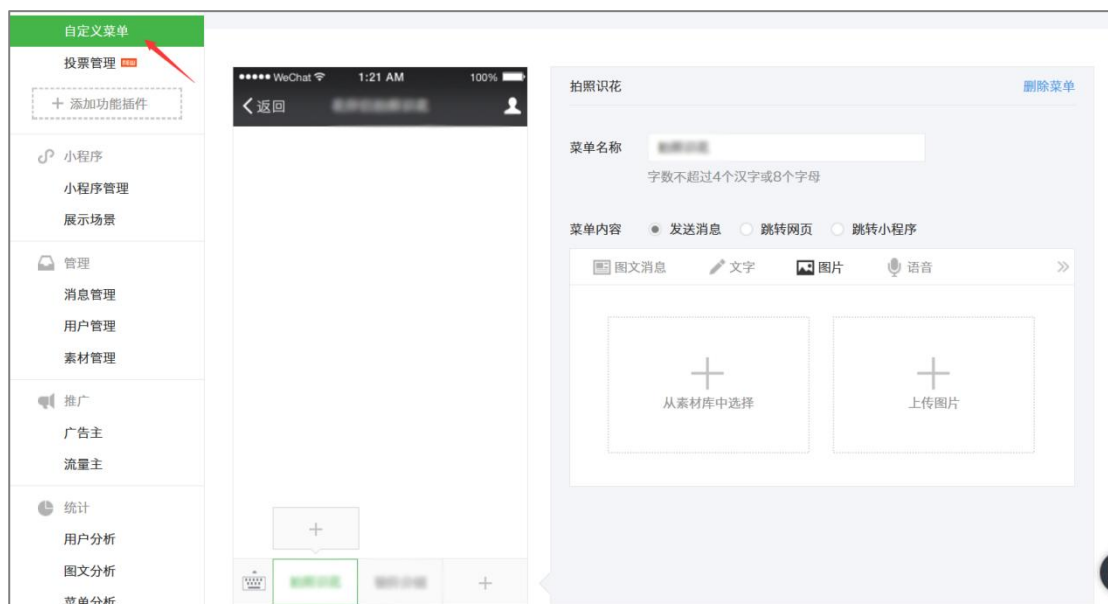 自定义菜单
投票管理 new
+ 添加功能插件
小程序
小程序管理
展示场景
管理
消息管理
用户管理
素材管理
推广
广告主
流量主
统计
用户分析
图文分析
菜单分析
WeChat 1:21 AM 100%
返回
拍照识花 删除菜单
菜单名称
字数不超过4个汉字或8个字母
菜单内容 发送消息 跳转网页 跳转小程序
图文消息 文字 图片 语音
从素材库中选择 上传图片